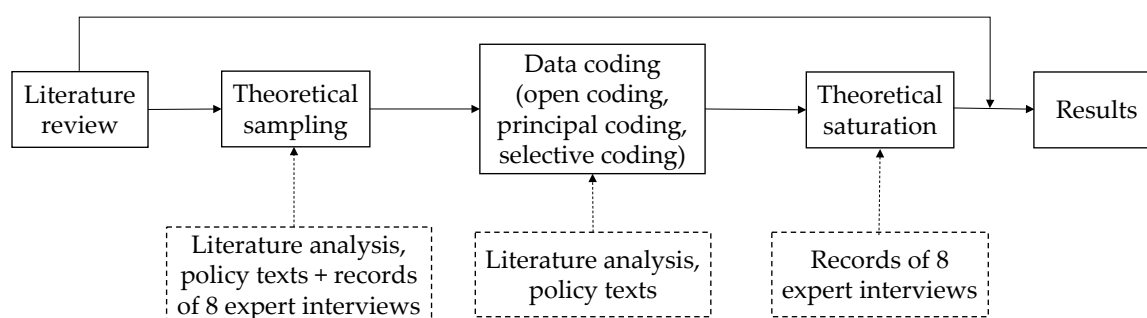 Literature
review
Theoretical
sampling
Data coding
(open coding,
principal coding,
selective coding)
Theoretical
saturation
Results
Literature analysis,
policy texts + records
of 8 expert interviews
Literature analysis,
policy texts
Records of 8
expert interviews